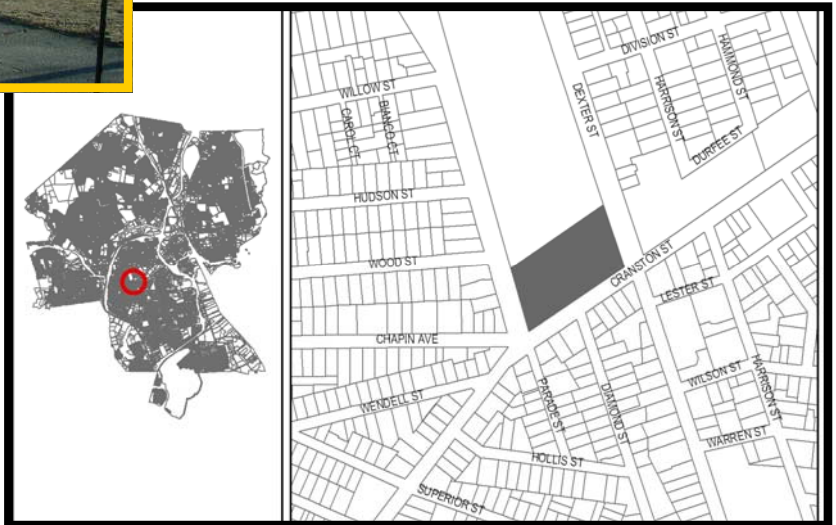 DIVISION ST
HAMMOND ST
WILLOW ST
DEXTER ST
HARRISON ST
CAROL CT
BIANCO CT
DURFEE ST
HUDSON ST
WOOD ST
CRANSTON ST
LESTER ST
CHAPIN AVE
WILSON ST
HARRISON ST
PARADE ST
DIAMOND ST
WENDELL ST
WARREN ST
HOLLIS ST
SUPERIOR ST